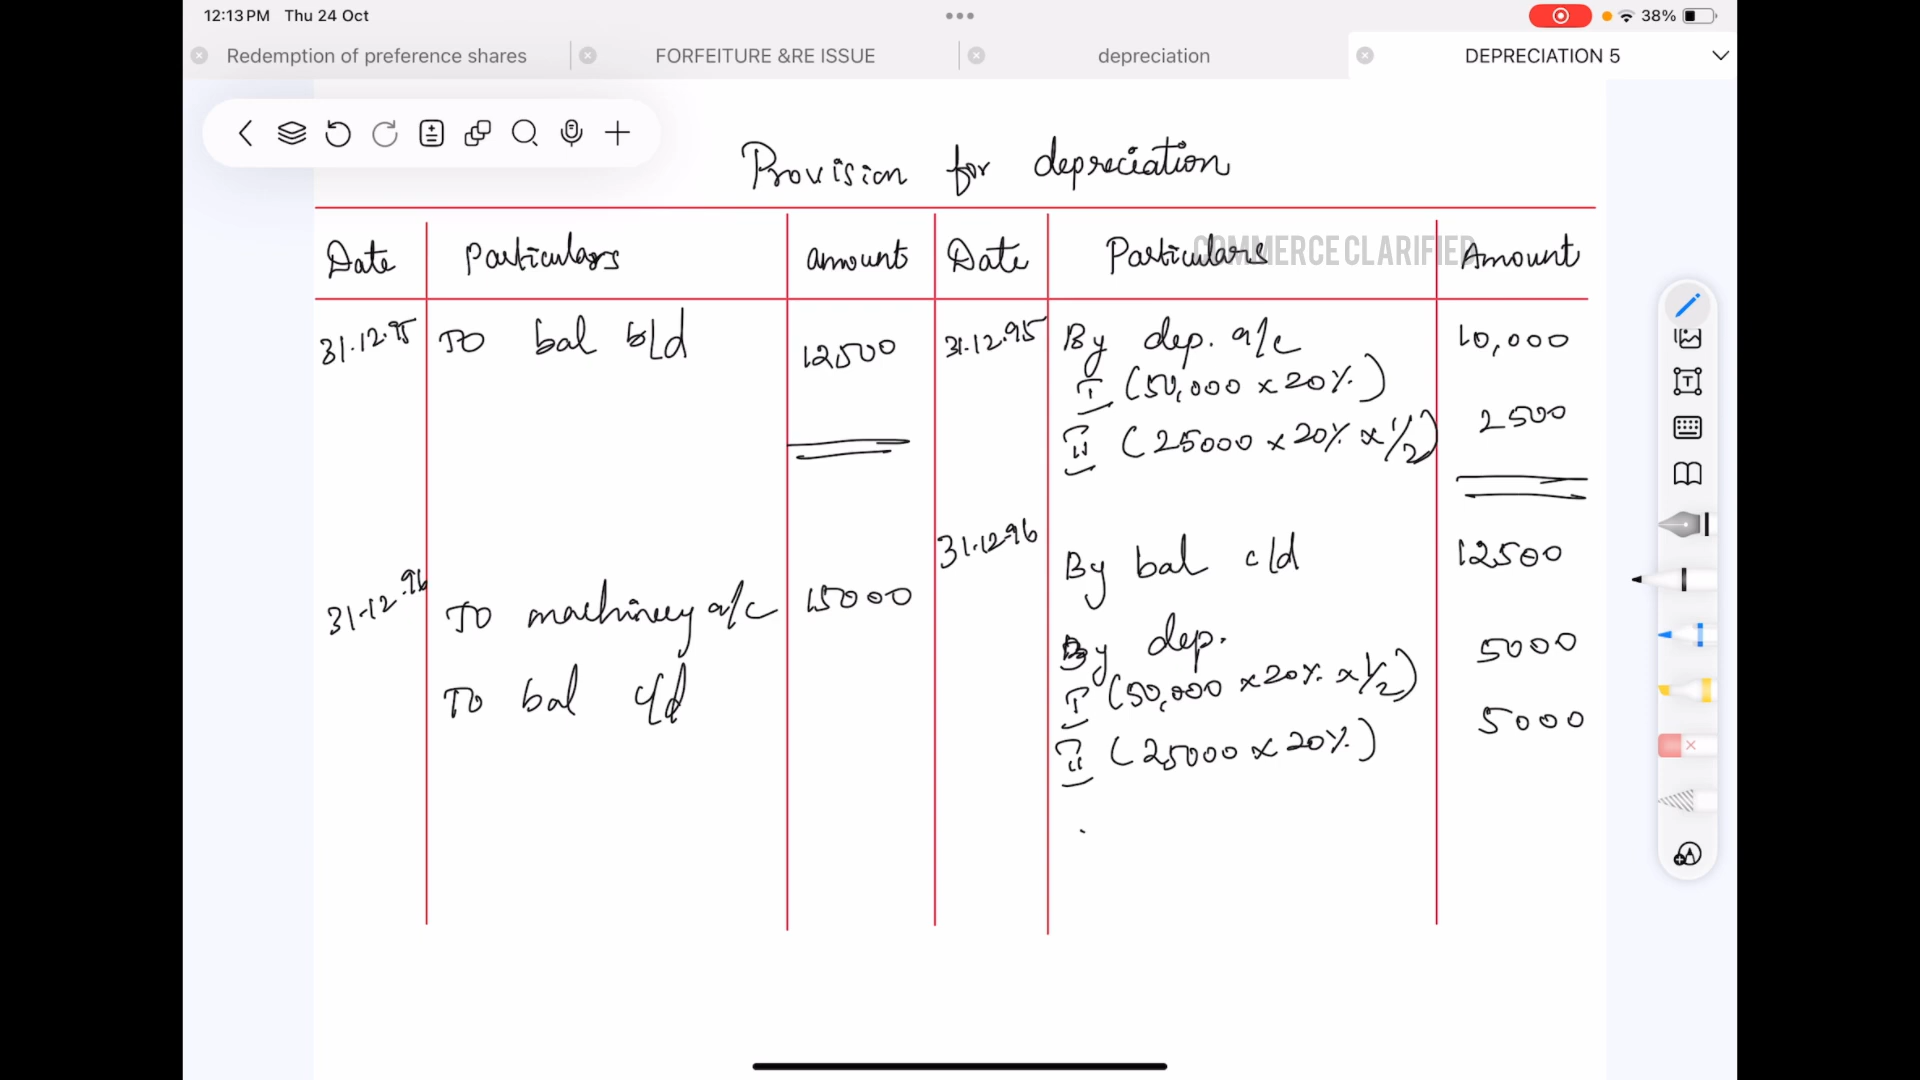 12:13 PM Thu 24 Oct
38%
Redemption of preference shares
FORFEITURE &RE ISSUE
depreciation
DEPRECIATION 5
Provision for depreciation
Date Particulars amount Date Particulars Amount
COMMERCE CLARIFIED
31.12.95 To bal b/d 12500 31.12.95 By dep. a/c 10,000
I (50,000 x 20%)
II (25000 x 20% x 1/2) 2500
31.12.96 By bal c/d 12500
31.12.96 To machinery a/c 15000
By dep.
I (50,000 x 20% x 1/2) 5000
To bal c/d
II (25000 x 20%) 5000